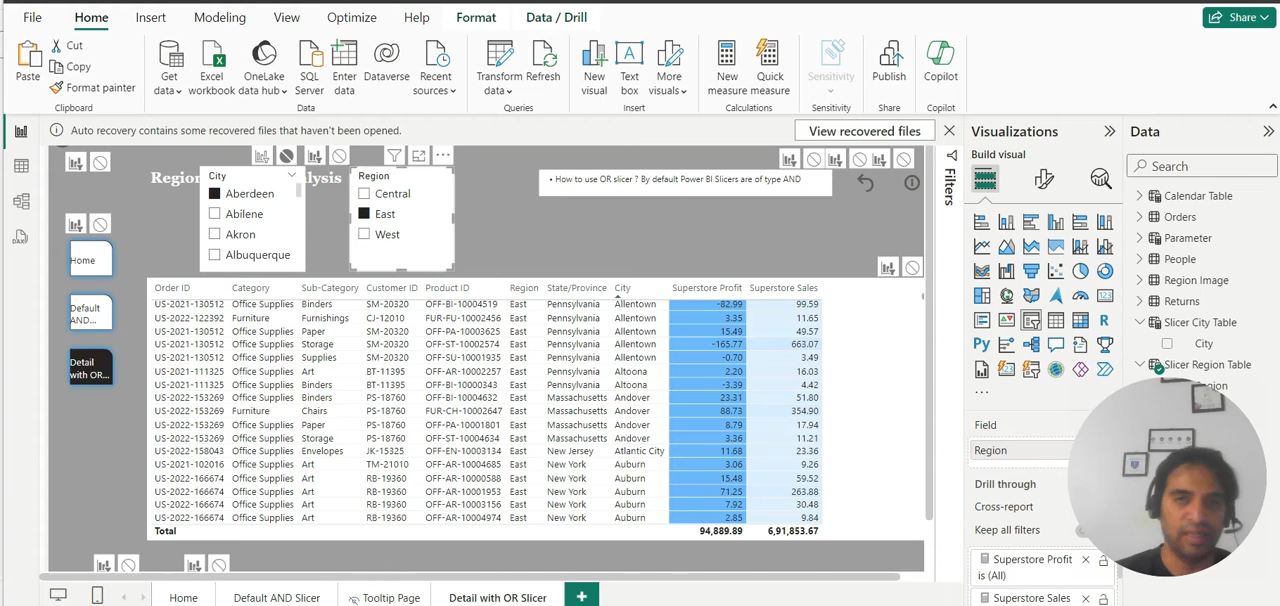 File Home Insert Modeling View Optimize Help Format Data / Drill
Share
Paste
Cut
Copy
Format painter
Get data
Excel workbook
OneLake data hub
SQL Server
Enter data
Dataverse
Recent sources
Transform data
Refresh
New visual
Text box
More visuals
New measure
Quick measure
Sensitivity
Publish
Copilot
Clipboard Data Queries Insert Calculations Sensitivity Share Copilot
Auto recovery contains some recovered files that haven't been opened.
View recovered files
Region alysis
City
Aberdeen
Abilene
Akron
Albuquerque
Region
Central
East
West
• How to use OR slicer ? By default Power BI Slicers are of type AND
Home
Default AND...
Detail with OR...
Order ID Category Sub-Category Customer ID Product ID Region State/Province City Superstore Profit Superstore Sales
US-2021-130512 Office Supplies Binders SM-20320 OFF-BI-10004519 East Pennsylvania Allentown -82.99 99.59
US-2022-122392 Furniture Furnishings CJ-12010 FUR-FU-10002456 East Pennsylvania Allentown 3.35 11.65
US-2021-130512 Office Supplies Paper SM-20320 OFF-PA-10003625 East Pennsylvania Allentown 15.49 49.57
US-2021-130512 Office Supplies Storage SM-20320 OFF-ST-10002574 East Pennsylvania Allentown -165.77 663.07
US-2021-130512 Office Supplies Supplies SM-20320 OFF-SU-10001935 East Pennsylvania Allentown -0.70 3.49
US-2021-111325 Office Supplies Art BT-11395 OFF-AR-10002257 East Pennsylvania Altoona 2.20 16.03
US-2021-111325 Office Supplies Binders BT-11395 OFF-BI-10000343 East Pennsylvania Altoona -3.39 4.42
US-2022-153269 Office Supplies Binders PS-18760 OFF-BI-10004632 East Massachusetts Andover 23.31 51.80
US-2022-153269 Furniture Chairs PS-18760 FUR-CH-10002647 East Massachusetts Andover 88.73 354.90
US-2022-153269 Office Supplies Paper PS-18760 OFF-PA-10001801 East Massachusetts Andover 8.79 17.94
US-2022-153269 Office Supplies Storage PS-18760 OFF-ST-10004634 East Massachusetts Andover 3.36 11.21
US-2022-158043 Office Supplies Envelopes JK-15325 OFF-EN-10003134 East New Jersey Atlantic City 11.68 23.36
US-2021-102016 Office Supplies Art TM-21010 OFF-AR-10004685 East New York Auburn 3.06 9.26
US-2022-166674 Office Supplies Art RB-19360 OFF-AR-10000588 East New York Auburn 15.48 59.52
US-2022-166674 Office Supplies Art RB-19360 OFF-AR-10001953 East New York Auburn 71.25 263.88
US-2022-166674 Office Supplies Art RB-19360 OFF-AR-10003156 East New York Auburn 7.92 30.48
US-2022-166674 Office Supplies Art RB-19360 OFF-AR-10004974 East New York Auburn 2.85 9.84
Total 94,889.89 6,91,853.67
Filters
Visualizations
Build visual
Field
Region
Drill through
Cross-report
Keep all filters
Superstore Profit
is (All)
Superstore Sales
Data
Search
Calendar Table
Orders
Parameter
People
Region Image
Returns
Slicer City Table
City
Slicer Region Table
Home Default AND Slicer Tooltip Page Detail with OR Slicer